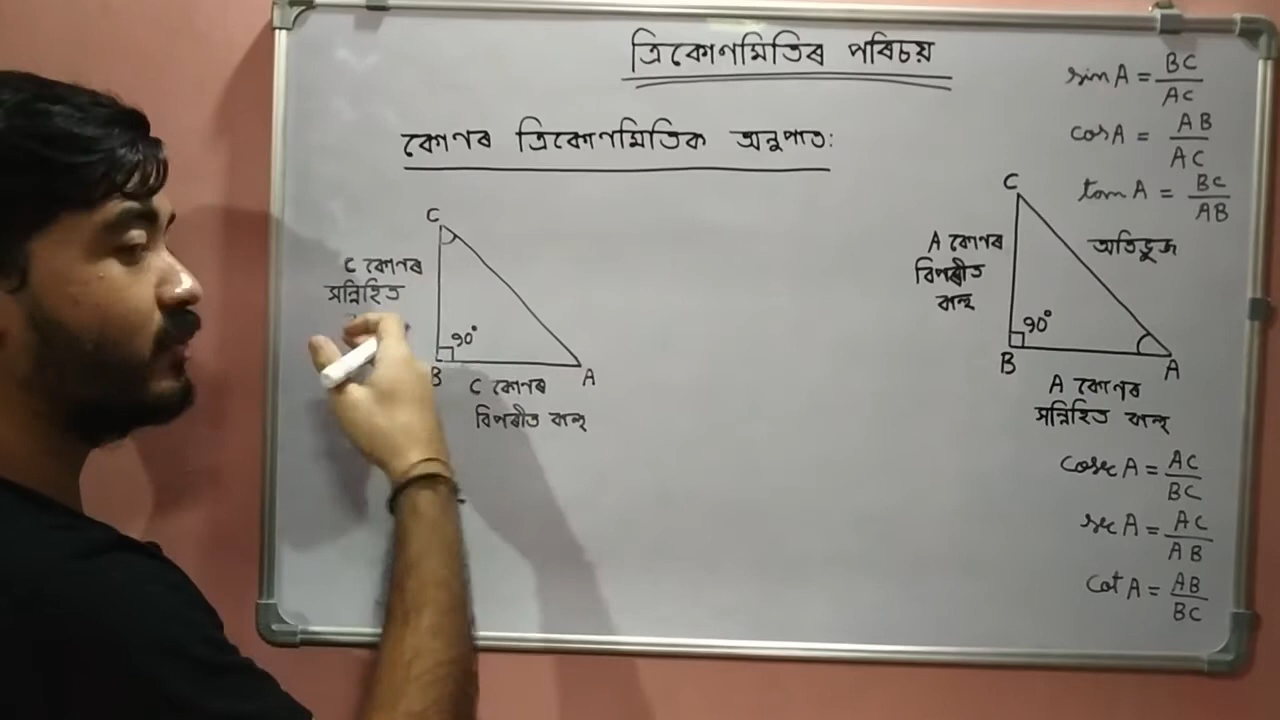 ত্ৰিকোণমিতিৰ পৰিচয়
কোণৰ ত্ৰিকোণমিতিক অনুপাত:
C
C কোণৰ
সন্নিহিত
90°
B
A
C কোণৰ
বিপৰীত বাহু
sin A = BC/AC
cos A = AB/AC
tan A = BC/AB
C
A কোণৰ
বিপৰীত
বাহু
অতিভুজ
90°
B
A
A কোণৰ
সন্নিহিত বাহু
cosec A = AC/BC
sec A = AC/AB
cot A = AB/BC